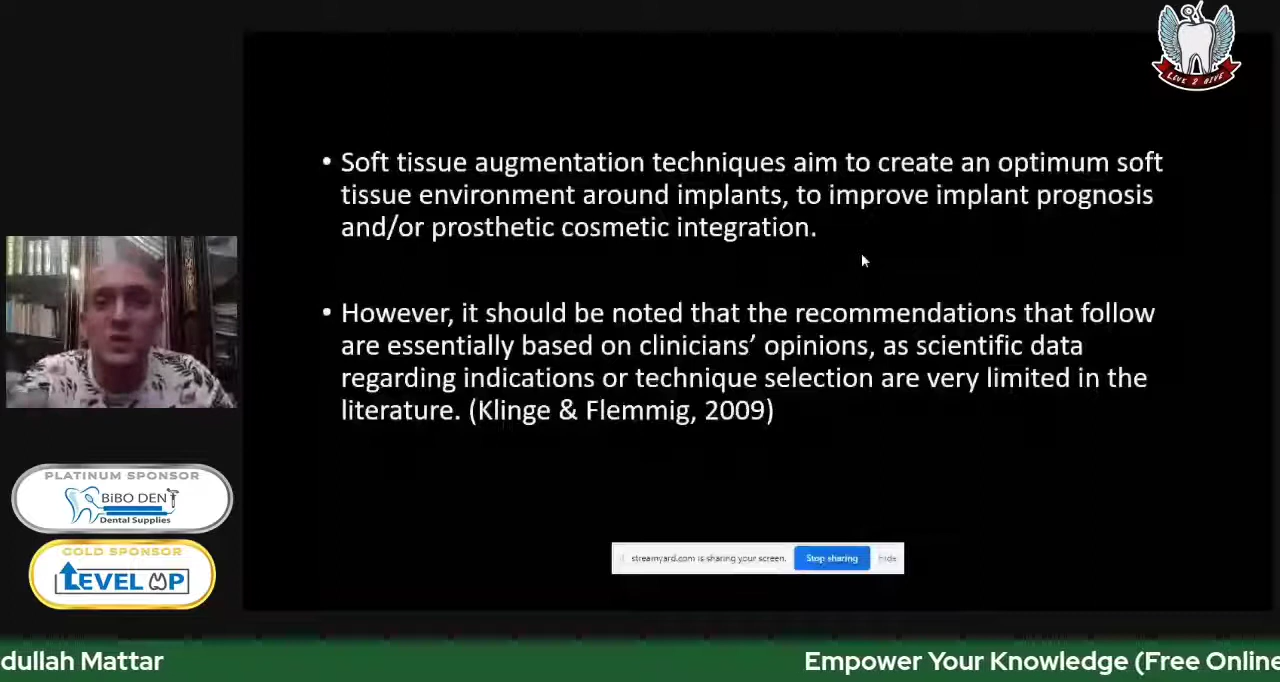 LIVE 2 GIVE
• Soft tissue augmentation techniques aim to create an optimum soft
tissue environment around implants, to improve implant prognosis
and/or prosthetic cosmetic integration.
• However, it should be noted that the recommendations that follow
are essentially based on clinicians’ opinions, as scientific data
regarding indications or technique selection are very limited in the
literature. (Klinge & Flemmig, 2009)
PLATINUM SPONSOR
BiBO DENT
Dental Supplies
GOLD SPONSOR
LEVEL UP
streamyard.com is sharing your screen.
Stop sharing
Hide
dullah Mattar
Empower Your Knowledge (Free Online